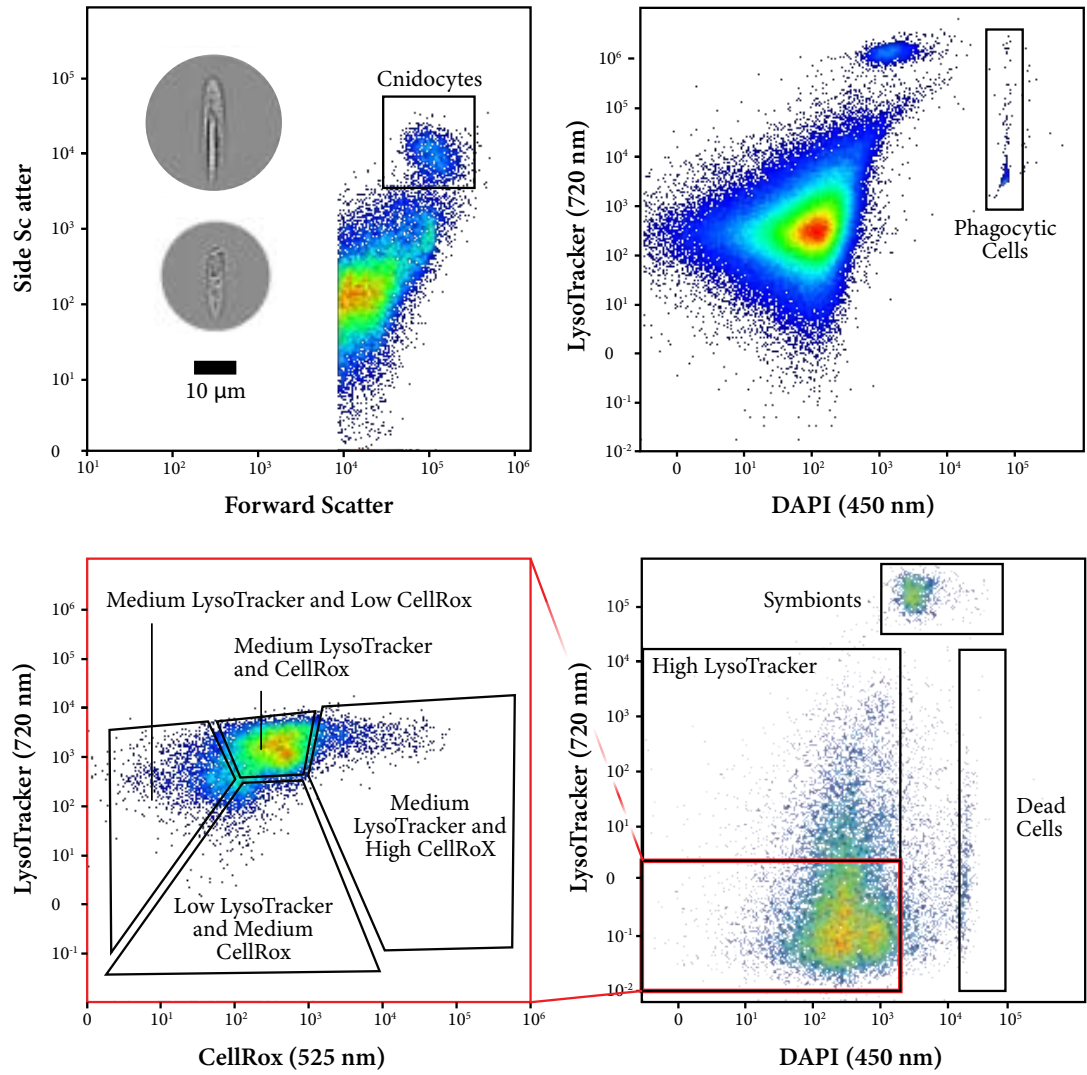 Cnidocytes
10⁵
10⁴
10³
10²
10¹
0
Side Sc atter
10 μm
10¹ 10² 10³ 10⁴ 10⁵ 10⁶
Forward Scatter
10⁶
10⁵
10⁴
10³
10²
10¹
0
10⁻¹
10⁻²
LysoTracker (720 nm)
Phagocytic
Cells
0 10¹ 10² 10³ 10⁴ 10⁵
DAPI (450 nm)
Medium LysoTracker and Low CellRox
Medium LysoTracker
and CellRox
Medium
LysoTracker and
High CellRoX
Low LysoTracker
and Medium
CellRox
10⁶
10⁵
10⁴
10³
10²
10¹
0
10⁻¹
LysoTracker (720 nm)
0 10¹ 10² 10³ 10⁴ 10⁵ 10⁶
CellRox (525 nm)
Symbionts
High LysoTracker
Dead
Cells
10⁵
10⁴
10³
10²
10¹
0
10⁻¹
10⁻²
LysoTracker (720 nm)
0 10¹ 10² 10³ 10⁴ 10⁵
DAPI (450 nm)